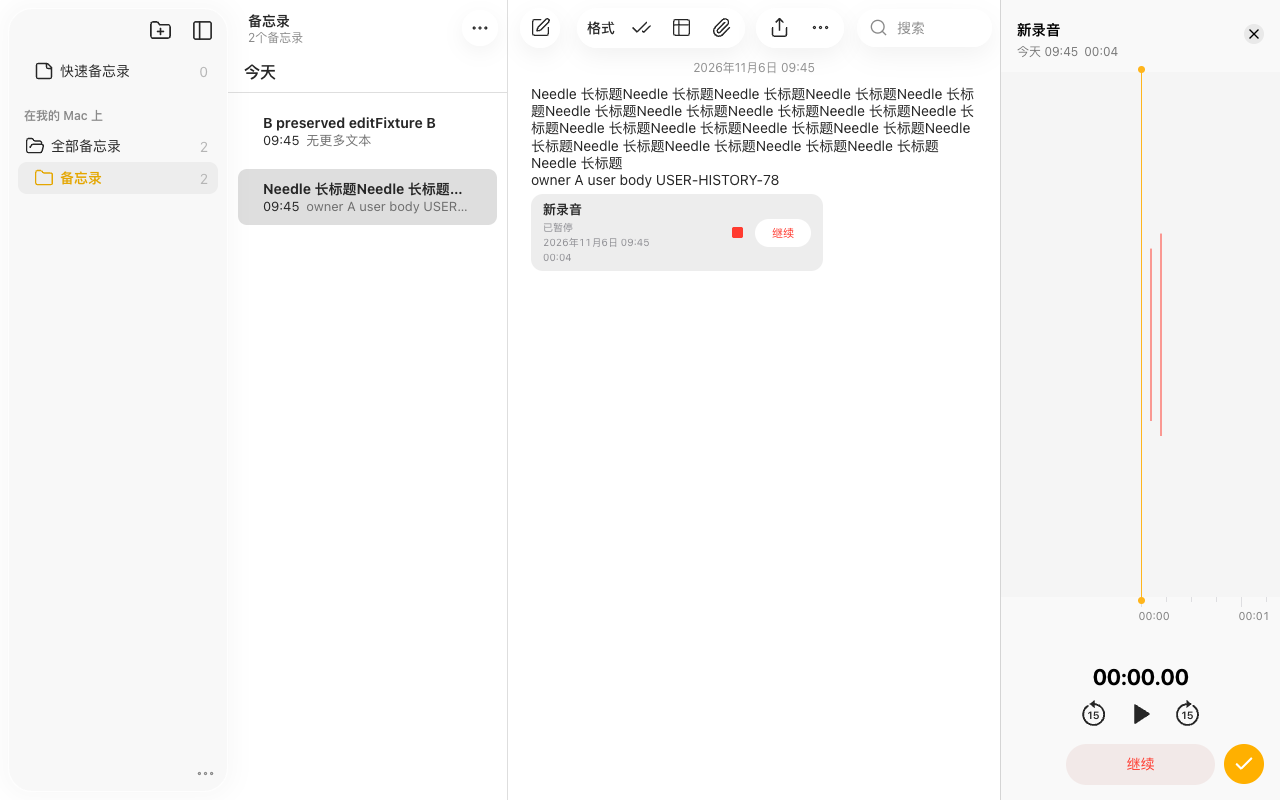 快速备忘录 0
在我的 Mac 上
全部备忘录 2
备忘录 2
备忘录
2个备忘录
今天
B preserved editFixture B
09:45 无更多文本
Needle 长标题Needle 长标题...
09:45 owner A user body USER...
格式
搜索
2026年11月6日 09:45
Needle 长标题Needle 长标题Needle 长标题Needle 长标题Needle 长标
题Needle 长标题Needle 长标题Needle 长标题Needle 长标题Needle 长
标题Needle 长标题Needle 长标题Needle 长标题Needle 长标题Needle
长标题Needle 长标题Needle 长标题Needle 长标题Needle 长标题
Needle 长标题
owner A user body USER-HISTORY-78
新录音
已暂停
2026年11月6日 09:45
00:04
继续
新录音
今天 09:45 00:04
00:00 00:01
00:00.00
15 15
继续